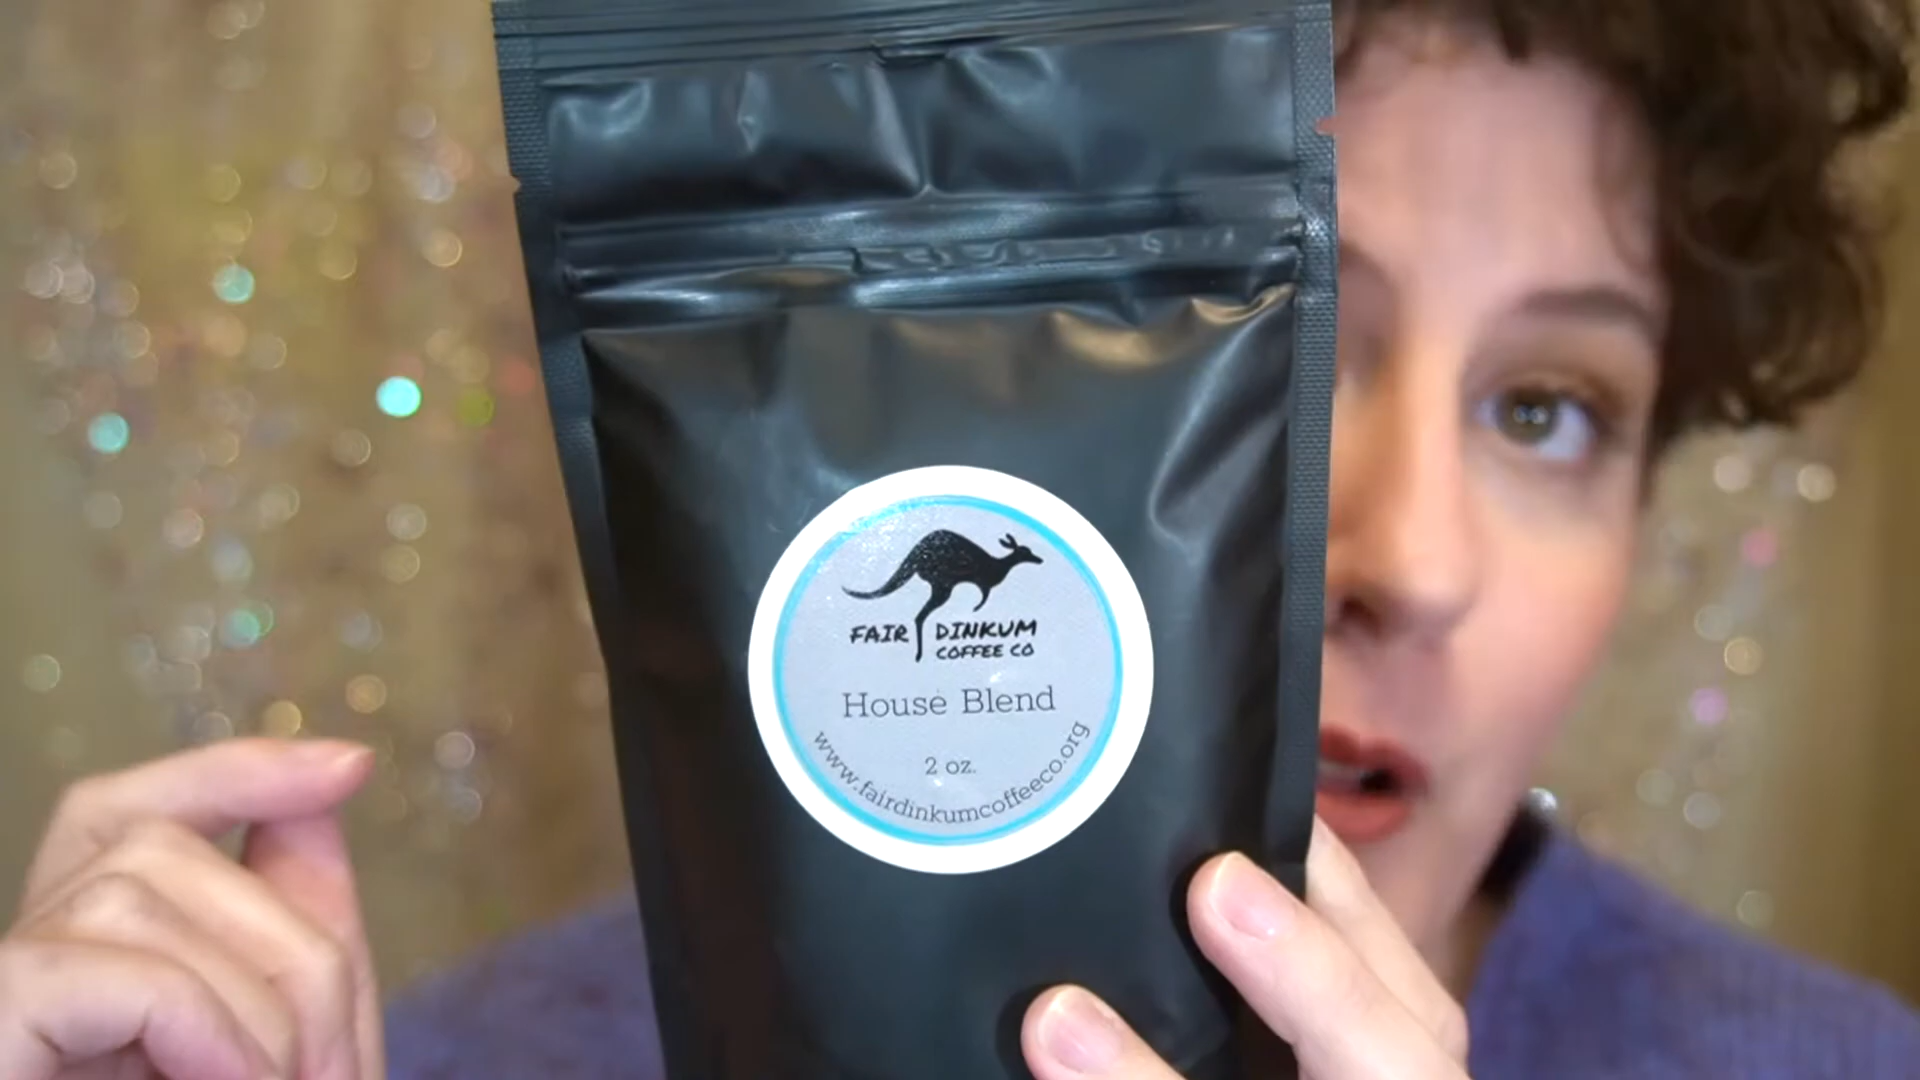 FAIR DINKUM
COFFEE CO
House Blend
2 oz.
www.fairdinkumcoffeeco.org